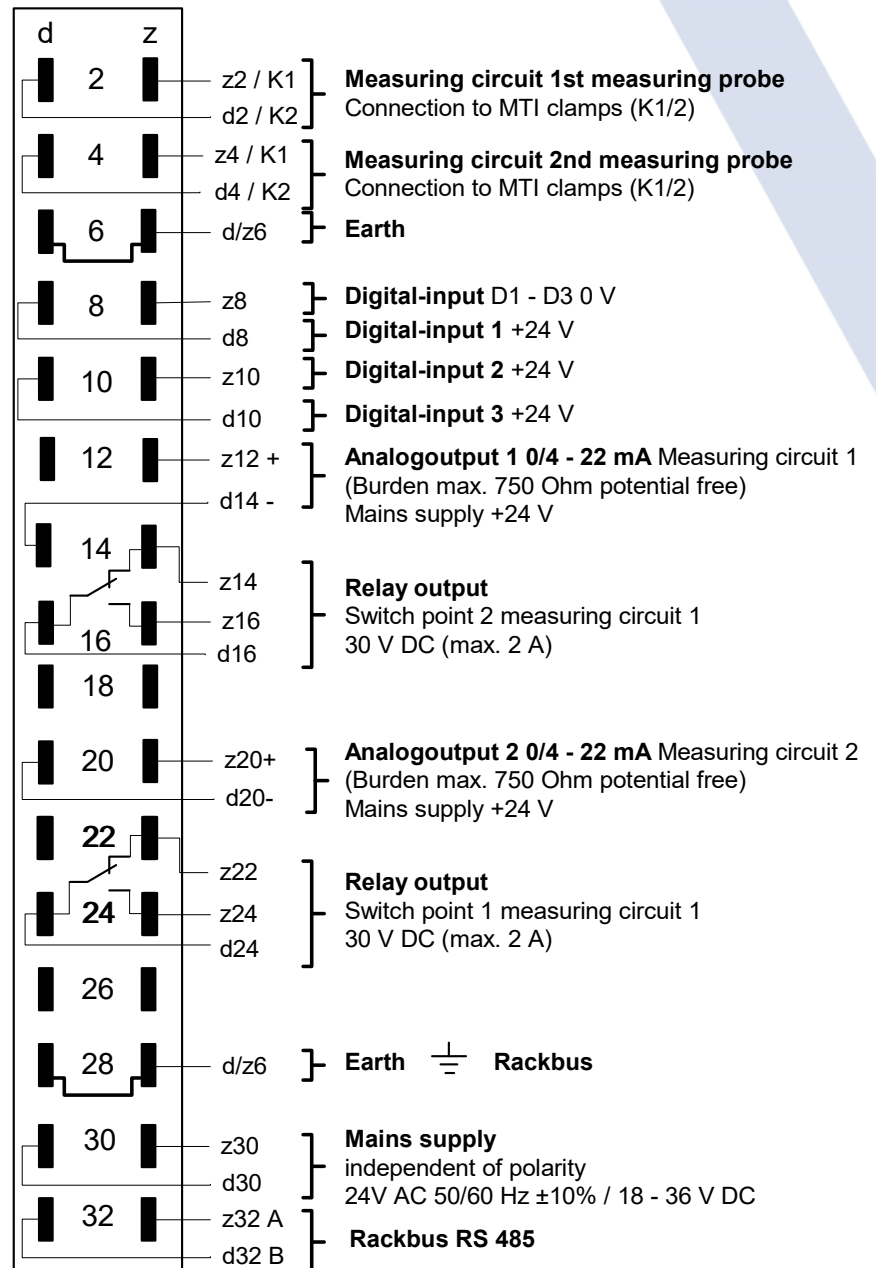 d z
2 z2 / K1 Measuring circuit 1st measuring probe
d2 / K2 Connection to MTI clamps (K1/2)
4 z4 / K1 Measuring circuit 2nd measuring probe
d4 / K2 Connection to MTI clamps (K1/2)
6 d/z6 Earth
8 z8 Digital-input D1 - D3 0 V
d8 Digital-input 1 +24 V
10 z10 Digital-input 2 +24 V
d10 Digital-input 3 +24 V
12 z12 + Analogoutput 1 0/4 - 22 mA Measuring circuit 1
d14 - (Burden max. 750 Ohm potential free)
Mains supply +24 V
14
z14 Relay output
z16 Switch point 2 measuring circuit 1
16 d16 30 V DC (max. 2 A)
18
20 z20+ Analogoutput 2 0/4 - 22 mA Measuring circuit 2
(Burden max. 750 Ohm potential free)
d20- Mains supply +24 V
22
z22 Relay output
24 z24 Switch point 1 measuring circuit 1
d24 30 V DC (max. 2 A)
26
28 d/z6 Earth Rackbus
30 z30 Mains supply
independent of polarity
d30 24V AC 50/60 Hz ±10% / 18 - 36 V DC
32 z32 A
Rackbus RS 485
d32 B